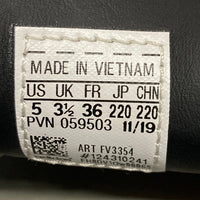 MADE IN VIETNAM
US UK FR JP CHN
5 3½ 36 220 220
PVN 059503 11/19
ART FV3354
#124310241